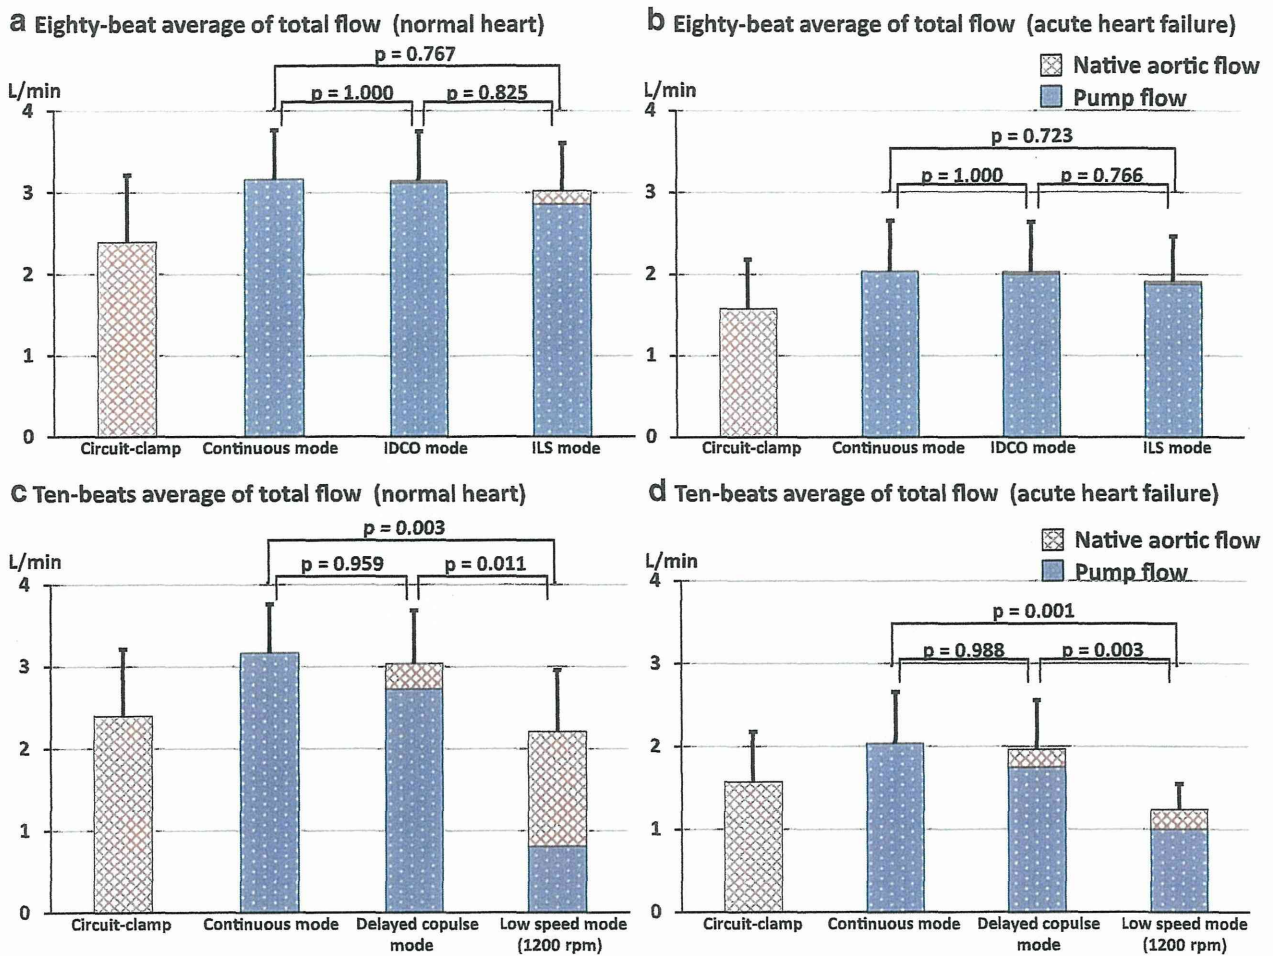 a Eighty-beat average of total flow (normal heart)
p = 0.767
L/min
p = 1.000
p = 0.825
4
3
2
1
0
Circuit-clamp
Continuous mode
IDCO mode
ILS mode
b Eighty-beat average of total flow (acute heart failure)
Native aortic flow
Pump flow
L/min
4
p = 0.723
3
p = 1.000
p = 0.766
2
1
0
Circuit-clamp
Continuous mode
IDCO mode
ILS mode
c Ten-beats average of total flow (normal heart)
p = 0.003
L/min
p = 0.959
p = 0.011
4
3
2
1
0
Circuit-clamp
Continuous mode
Delayed copulse
mode
Low speed mode
(1200 rpm)
d Ten-beats average of total flow (acute heart failure)
Native aortic flow
Pump flow
L/min
4
p = 0.001
p = 0.988
p = 0.003
3
2
1
0
Circuit-clamp
Continuous mode
Delayed copulse
mode
Low speed mode
(1200 rpm)